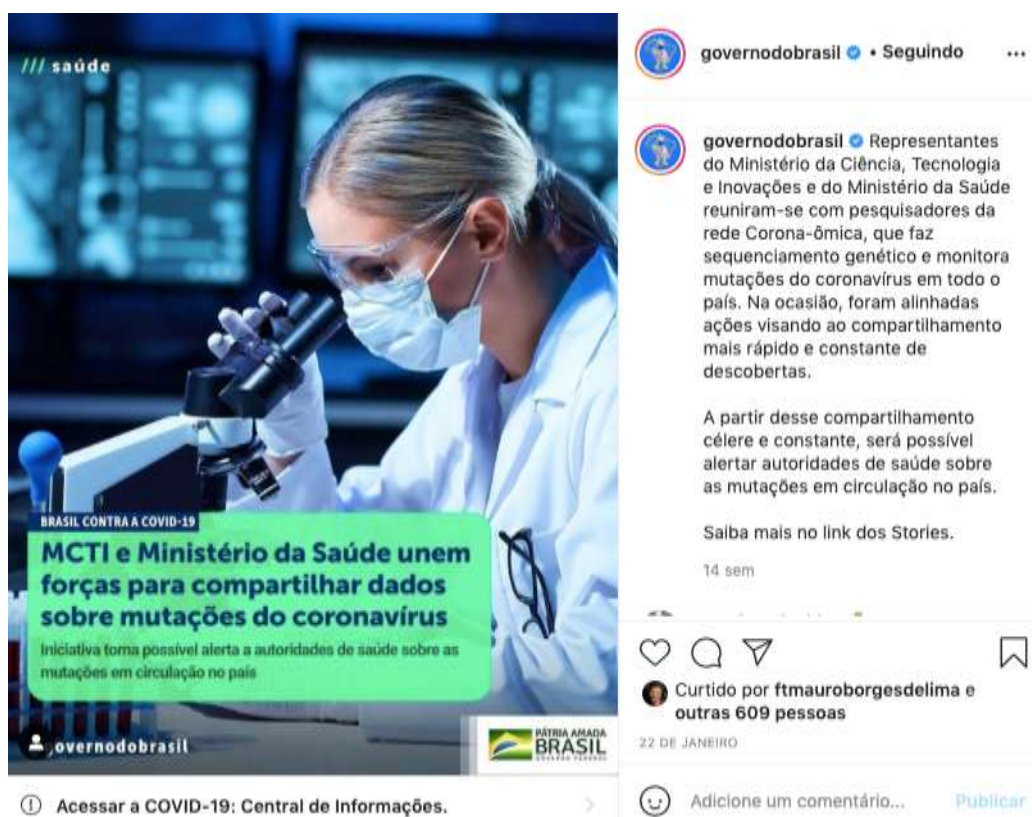 /// saúde
BRASIL CONTRA A COVID-19
MCTI e Ministério da Saúde unem
forças para compartilhar dados
sobre mutações do coronavírus
Iniciativa torna possível alerta a autoridades de saúde sobre as
mutações em circulação no país
overnodobrasil
PÁTRIA AMADA
BRASIL
GOVERNO FEDERAL
Acessar a COVID-19: Central de Informações.
governodobrasil • Seguindo ...
governodobrasil Representantes
do Ministério da Ciência, Tecnologia
e Inovações e do Ministério da Saúde
reuniram-se com pesquisadores da
rede Corona-ômica, que faz
sequenciamento genético e monitora
mutações do coronavírus em todo o
país. Na ocasião, foram alinhadas
ações visando ao compartilhamento
mais rápido e constante de
descobertas.
A partir desse compartilhamento
célere e constante, será possível
alertar autoridades de saúde sobre
as mutações em circulação no país.
Saiba mais no link dos Stories.
14 sem
Curtido por ftmauroborgesdelima e
outras 609 pessoas
22 DE JANEIRO
Adicione um comentário... Publicar